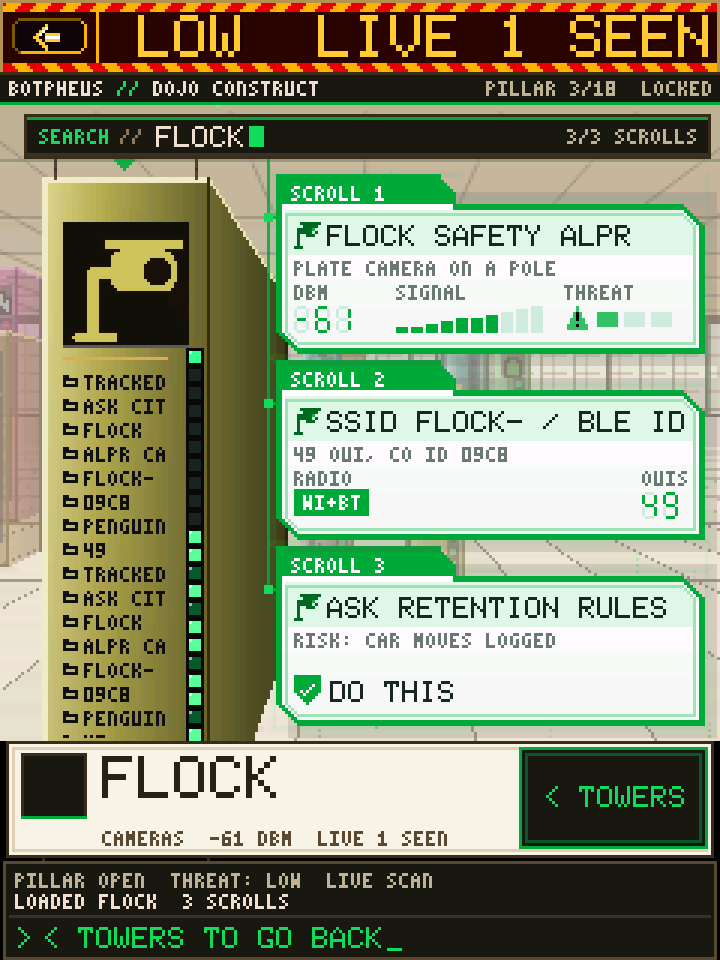 LOW LIVE 1 SEEN
BOTPHEUS // DOJO CONSTRUCT PILLAR 3/18 LOCKED
SEARCH // FLOCK 3/3 SCROLLS
SCROLL 1
FLOCK SAFETY ALPR
PLATE CAMERA ON A POLE
DBM SIGNAL THREAT
-61
SCROLL 2
SSID FLOCK- / BLE ID
49 OUI, CO ID 09C8
RADIO OUIS
WI+BT 49
SCROLL 3
ASK RETENTION RULES
RISK: CAR MOVES LOGGED
DO THIS
TRACKED
ASK CIT
FLOCK
ALPR CA
FLOCK-
09C8
PENGUIN
49
TRACKED
ASK CIT
FLOCK
ALPR CA
FLOCK-
09C8
PENGUIN
FLOCK
CAMERAS -61 DBM LIVE 1 SEEN
< TOWERS
PILLAR OPEN THREAT: LOW LIVE SCAN
LOADED FLOCK 3 SCROLLS
> < TOWERS TO GO BACK_